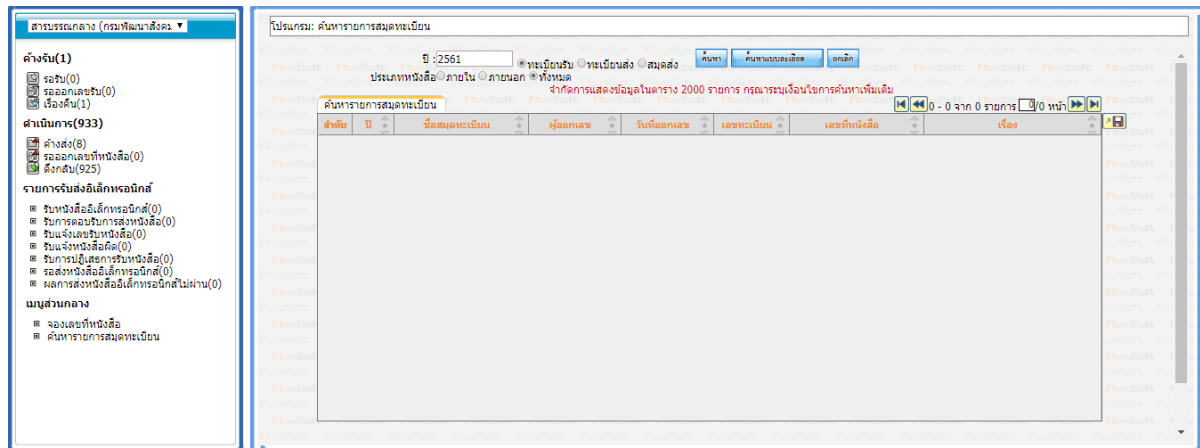 สารบรรณกลาง (กรมพัฒนาสังคม ▼
ค้างรับ(1)
รอรับ(0)
รอออกเลขรับ(0)
เรื่องคืน(1)
ดำเนินการ(933)
ค้างส่ง(8)
รอออกเลขที่หนังสือ(0)
ดึงกลับ(925)
รายการรับส่งอิเล็กทรอนิกส์
รับหนังสืออิเล็กทรอนิกส์(0)
รับการตอบรับการส่งหนังสือ(0)
รับแจ้งเลขรับหนังสือ(0)
รับแจ้งหนังสือผิด(0)
รับการปฏิเสธการรับหนังสือ(0)
รอส่งหนังสืออิเล็กทรอนิกส์(0)
ผลการส่งหนังสืออิเล็กทรอนิกส์ไม่ผ่าน(0)
เมนูส่วนกลาง
จองเลขที่หนังสือ
ค้นหารายการสมุดทะเบียน
โปรแกรม: ค้นหารายการสมุดทะเบียน
ปี : 2561 ทะเบียนรับ ทะเบียนส่ง สมุดส่ง ค้นหา ค้นหาแบบละเอียด ยกเลิก
ประเภทหนังสือ ภายใน ภายนอก ทั้งหมด
จำกัดการแสดงข้อมูลในตาราง 2000 รายการ กรุณาระบุเงื่อนไขการค้นหาเพิ่มเติม
ค้นหารายการสมุดทะเบียน 0 - 0 จาก 0 รายการ 0/0 หน้า
ลำดับ ปี ชื่อสมุดทะเบียน ผู้ออกเลข วันที่ออกเลข เลขทะเบียน เลขที่หนังสือ เรื่อง